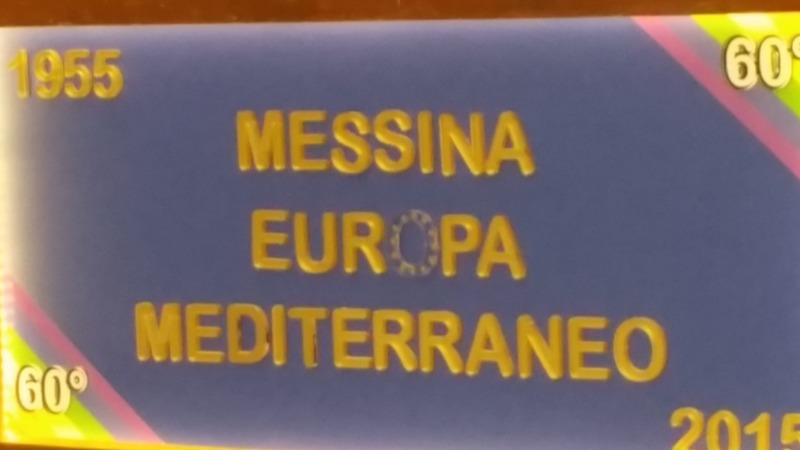 1955
60°
MESSINA
EUROPA
MEDITERRANEO
60°
2015